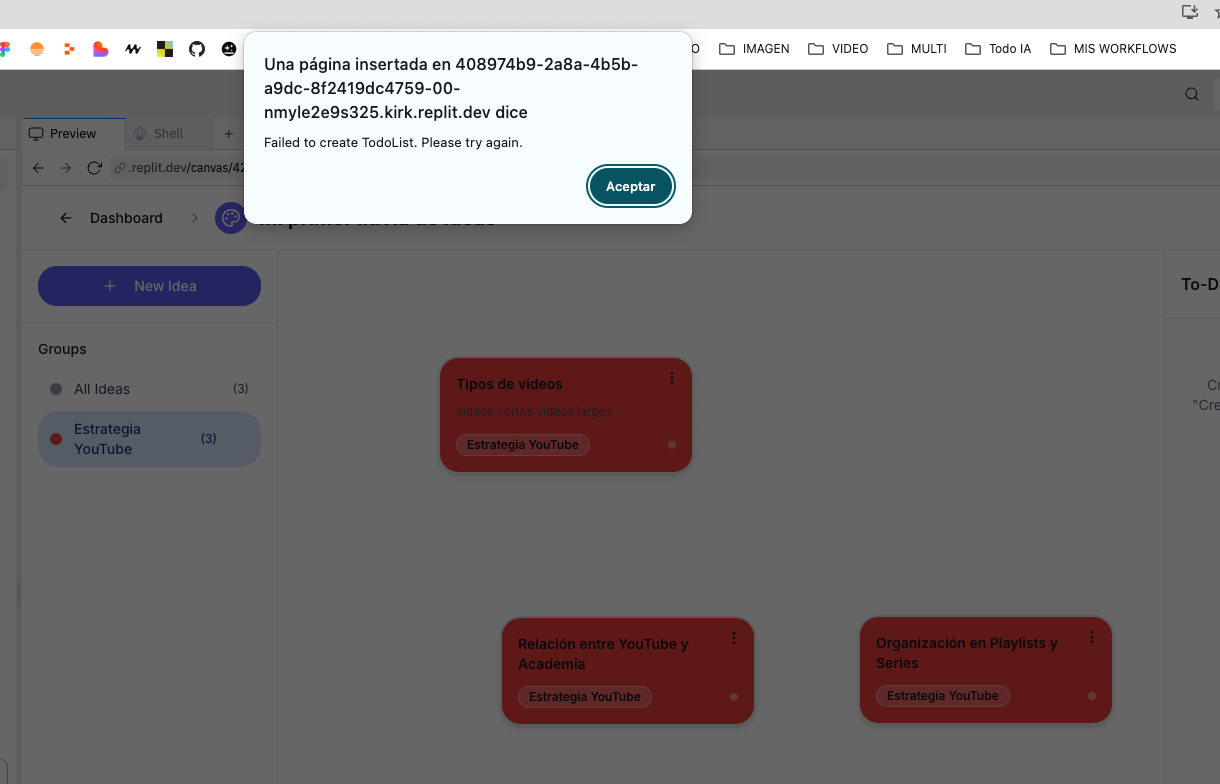 O
IMAGEN
VIDEO
MULTI
Todo IA
MIS WORKFLOWS
Una página insertada en 408974b9-2a8a-4b5b-
a9dc-8f2419dc4759-00-
nmyle2e9s325.kirk.replit.dev dice
Failed to create TodoList. Please try again.
Aceptar
Preview
Shell
.replit.dev/canvas/42
Dashboard
New Idea
To-D
Groups
All Ideas
(3)
Estrategia
YouTube
(3)
Cr
"Cre
Tipos de videos
videos cortos videos largos
Estrategia YouTube
Relación entre YouTube y
Academia
Estrategia YouTube
Organización en Playlists y
Series
Estrategia YouTube